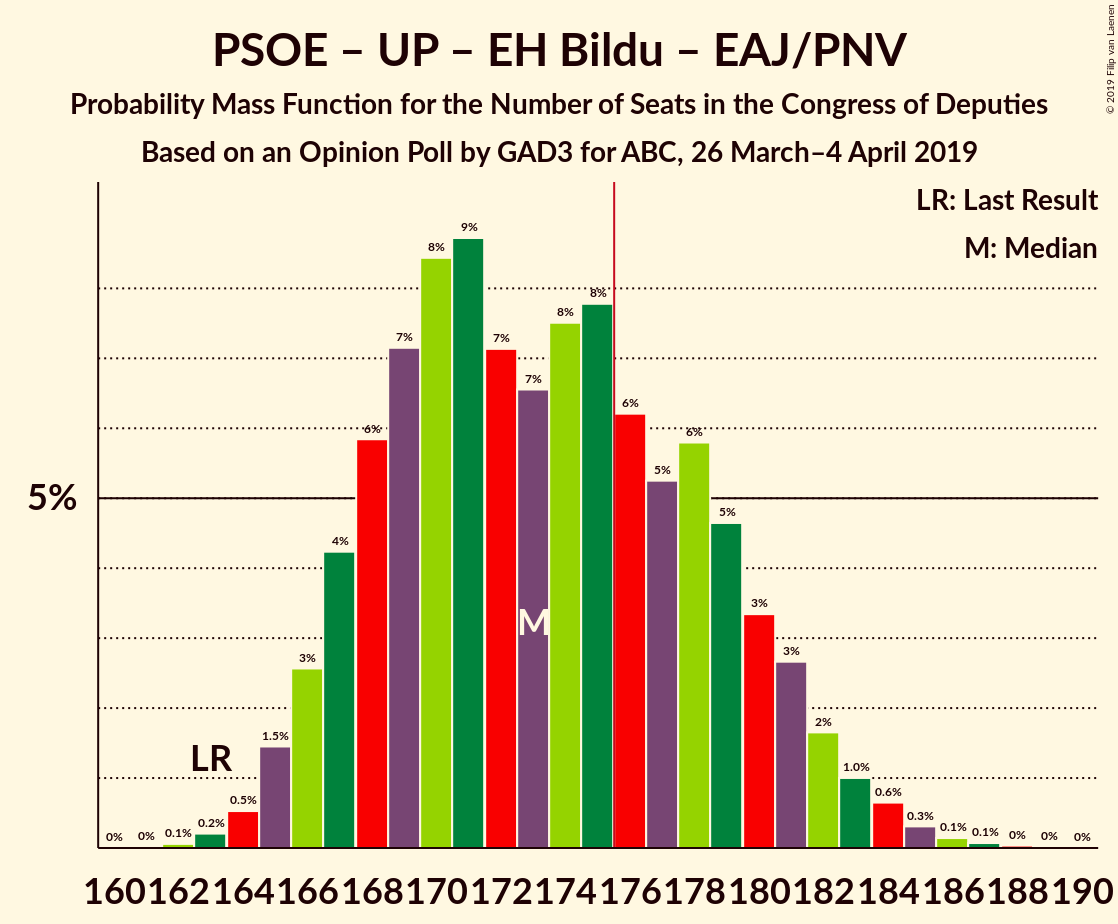 PSOE – UP – EH Bildu – EAJ/PNV
Probability Mass Function for the Number of Seats in the Congress of Deputies
Based on an Opinion Poll by GAD3 for ABC, 26 March–4 April 2019
© 2019 Filip van Laenen
LR: Last Result
M: Median
5%
LR
M
0% 0% 0.1% 0.2% 0.5% 1.5% 3% 4% 6% 7% 8% 9% 7% 7% 8% 8% 6% 5% 6% 5% 3% 3% 2% 1.0% 0.6% 0.3% 0.1% 0.1% 0% 0% 0%
160 162 164 166 168 170 172 174 176 178 180 182 184 186 188 190